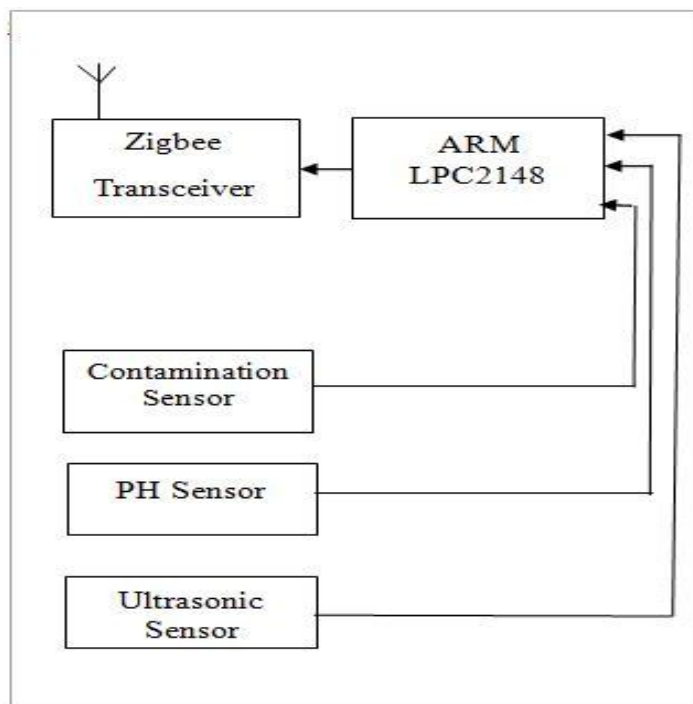 Zigbee
Transceiver
ARM
LPC2148
Contamination
Sensor
PH Sensor
Ultrasonic
Sensor